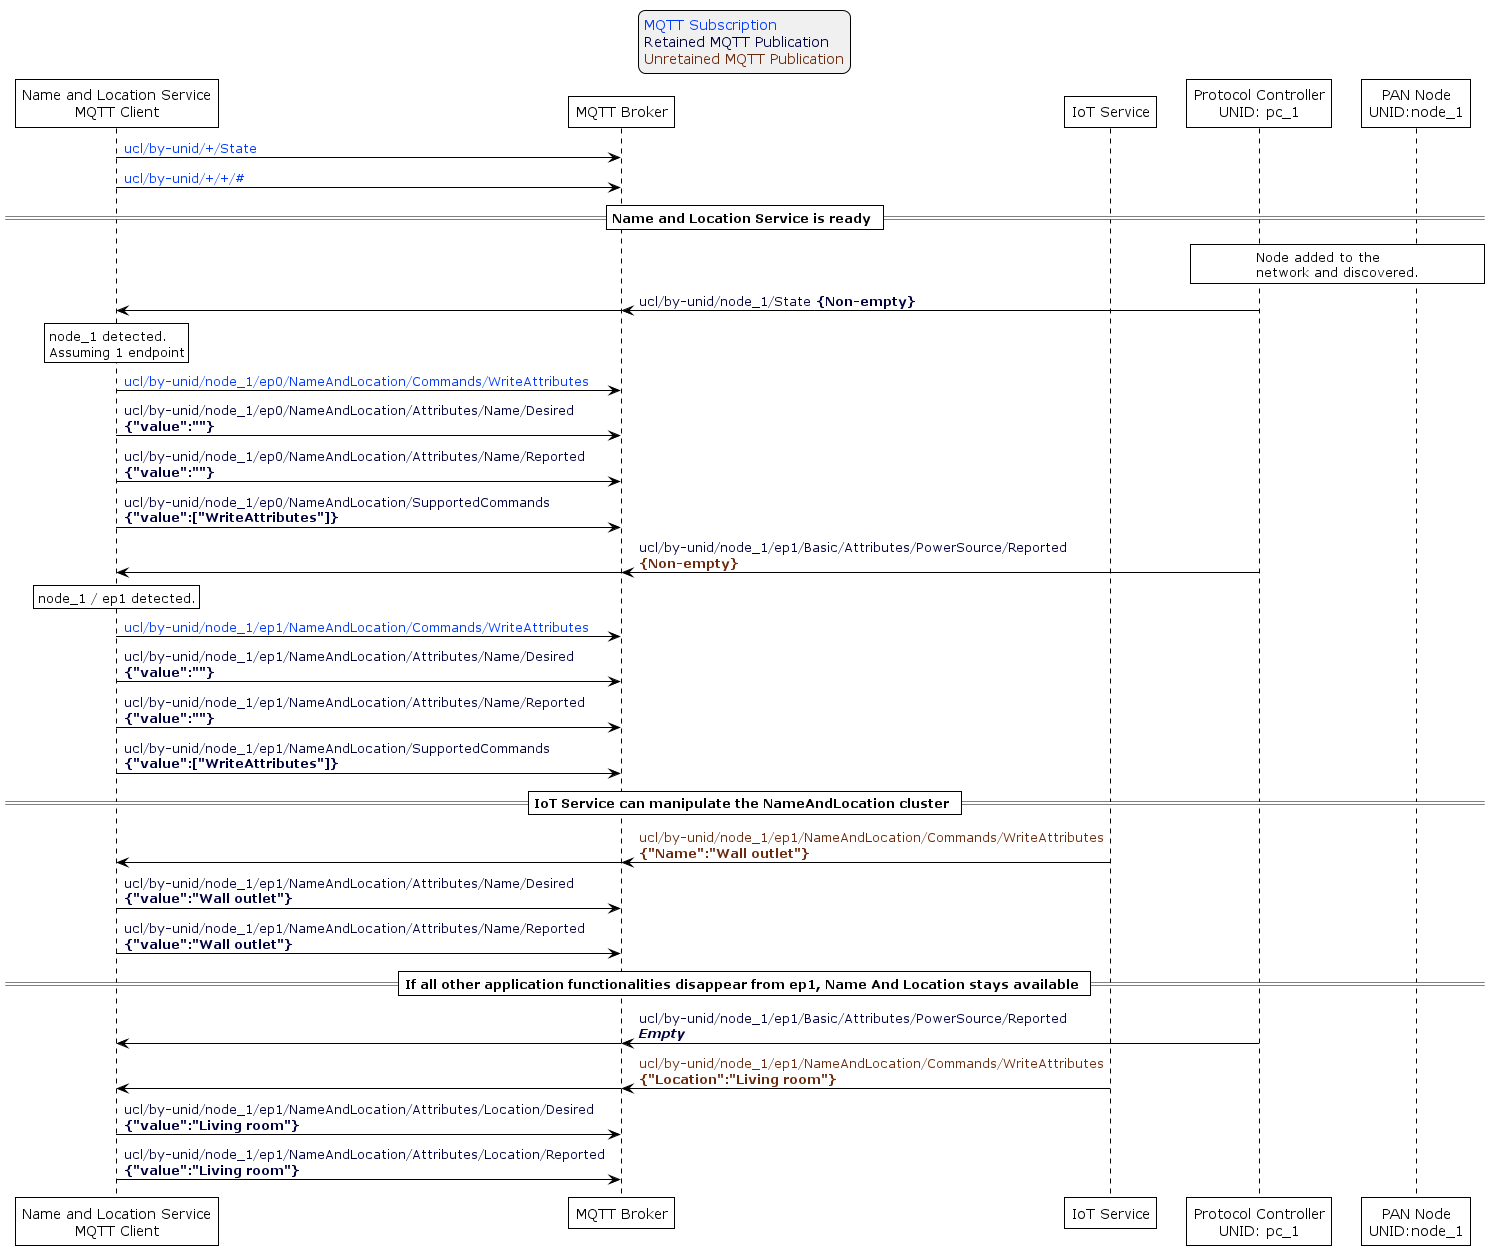 MQTT Subscription
Retained MQTT Publication
Unretained MQTT Publication
Name and Location Service
MQTT Client
MQTT Broker
IoT Service
Protocol Controller
UNID: pc_1
PAN Node
UNID:node_1
ucl/by-unid/+/State
ucl/by-unid/+/+/#
Name and Location Service is ready
Node added to the
network and discovered.
ucl/by-unid/node_1/State {Non-empty}
node_1 detected.
Assuming 1 endpoint
ucl/by-unid/node_1/ep0/NameAndLocation/Commands/WriteAttributes
ucl/by-unid/node_1/ep0/NameAndLocation/Attributes/Name/Desired
{"value":""}
ucl/by-unid/node_1/ep0/NameAndLocation/Attributes/Name/Reported
{"value":""}
ucl/by-unid/node_1/ep0/NameAndLocation/SupportedCommands
{"value":["WriteAttributes"]}
ucl/by-unid/node_1/ep1/Basic/Attributes/PowerSource/Reported
{Non-empty}
node_1 / ep1 detected.
ucl/by-unid/node_1/ep1/NameAndLocation/Commands/WriteAttributes
ucl/by-unid/node_1/ep1/NameAndLocation/Attributes/Name/Desired
{"value":""}
ucl/by-unid/node_1/ep1/NameAndLocation/Attributes/Name/Reported
{"value":""}
ucl/by-unid/node_1/ep1/NameAndLocation/SupportedCommands
{"value":["WriteAttributes"]}
IoT Service can manipulate the NameAndLocation cluster
ucl/by-unid/node_1/ep1/NameAndLocation/Commands/WriteAttributes
{"Name":"Wall outlet"}
ucl/by-unid/node_1/ep1/NameAndLocation/Attributes/Name/Desired
{"value":"Wall outlet"}
ucl/by-unid/node_1/ep1/NameAndLocation/Attributes/Name/Reported
{"value":"Wall outlet"}
If all other application functionalities disappear from ep1, Name And Location stays available
ucl/by-unid/node_1/ep1/Basic/Attributes/PowerSource/Reported
Empty
ucl/by-unid/node_1/ep1/NameAndLocation/Commands/WriteAttributes
{"Location":"Living room"}
ucl/by-unid/node_1/ep1/NameAndLocation/Attributes/Location/Desired
{"value":"Living room"}
ucl/by-unid/node_1/ep1/NameAndLocation/Attributes/Location/Reported
{"value":"Living room"}
Name and Location Service
MQTT Client
MQTT Broker
IoT Service
Protocol Controller
UNID: pc_1
PAN Node
UNID:node_1